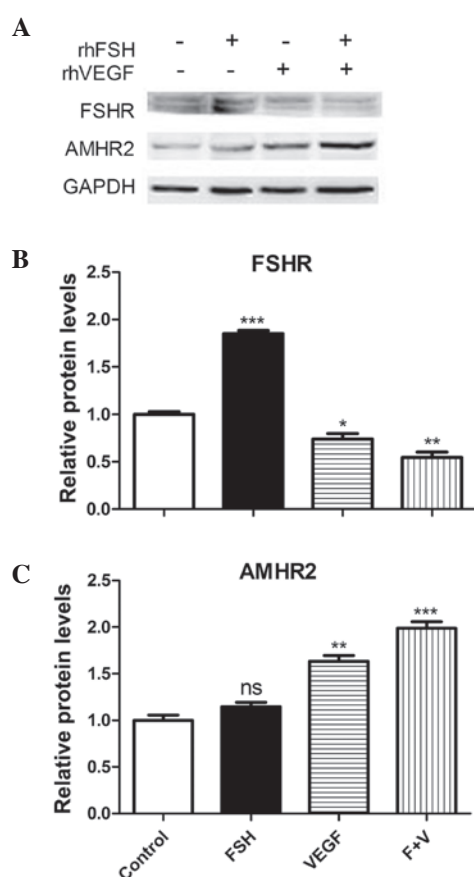 A
rhFSH - + - +
rhVEGF - - + +
FSHR
AMHR2
GAPDH
B
FSHR
Relative protein levels
2.5
2.0
1.5
1.0
0.5
0.0
***
*
**
C
AMHR2
Relative protein levels
2.5
2.0
1.5
1.0
0.5
0.0
ns
**
***
Control
FSH
VEGF
F+V